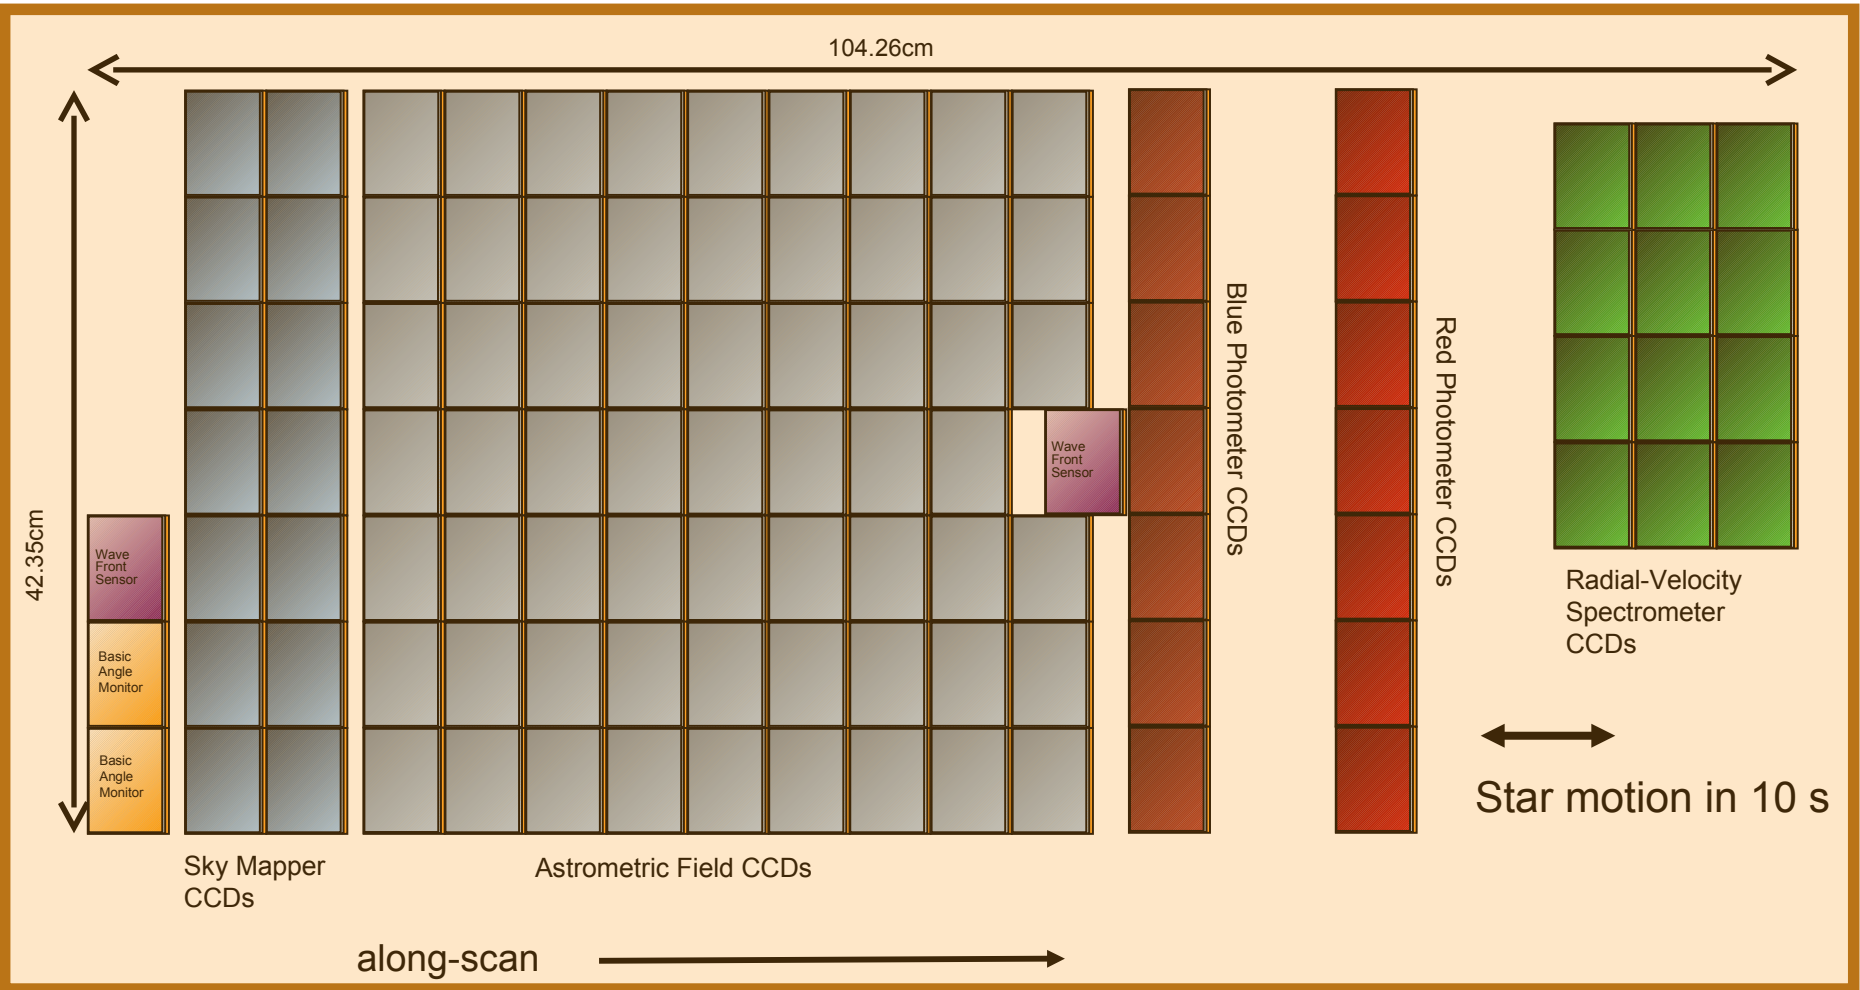 104.26cm
42.35cm
Wave
Front
Sensor
Basic
Angle
Monitor
Basic
Angle
Monitor
Wave
Front
Sensor
Blue Photometer CCDs
Red Photometer CCDs
Radial-Velocity
Spectrometer
CCDs
Star motion in 10 s
Sky Mapper
CCDs
Astrometric Field CCDs
along-scan